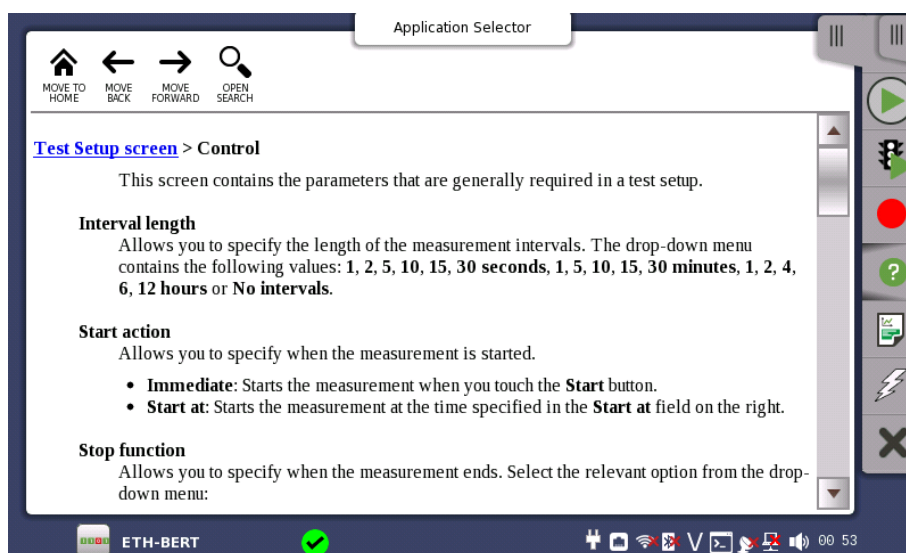 Application Selector
MOVE TO
HOME
MOVE
BACK
MOVE
FORWARD
OPEN
SEARCH
Test Setup screen > Control
This screen contains the parameters that are generally required in a test setup.
Interval length
Allows you to specify the length of the measurement intervals. The drop-down menu
contains the following values: 1, 2, 5, 10, 15, 30 seconds, 1, 5, 10, 15, 30 minutes, 1, 2, 4,
6, 12 hours or No intervals.
Start action
Allows you to specify when the measurement is started.
• Immediate: Starts the measurement when you touch the Start button.
• Start at: Starts the measurement at the time specified in the Start at field on the right.
Stop function
Allows you to specify when the measurement ends. Select the relevant option from the drop-
down menu:
ETH-BERT
V
00 53